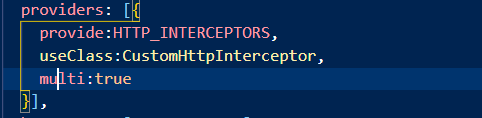 providers: [{
provide:HTTP_INTERCEPTORS,
useClass:CustomHttpInterceptor,
multi:true
}],